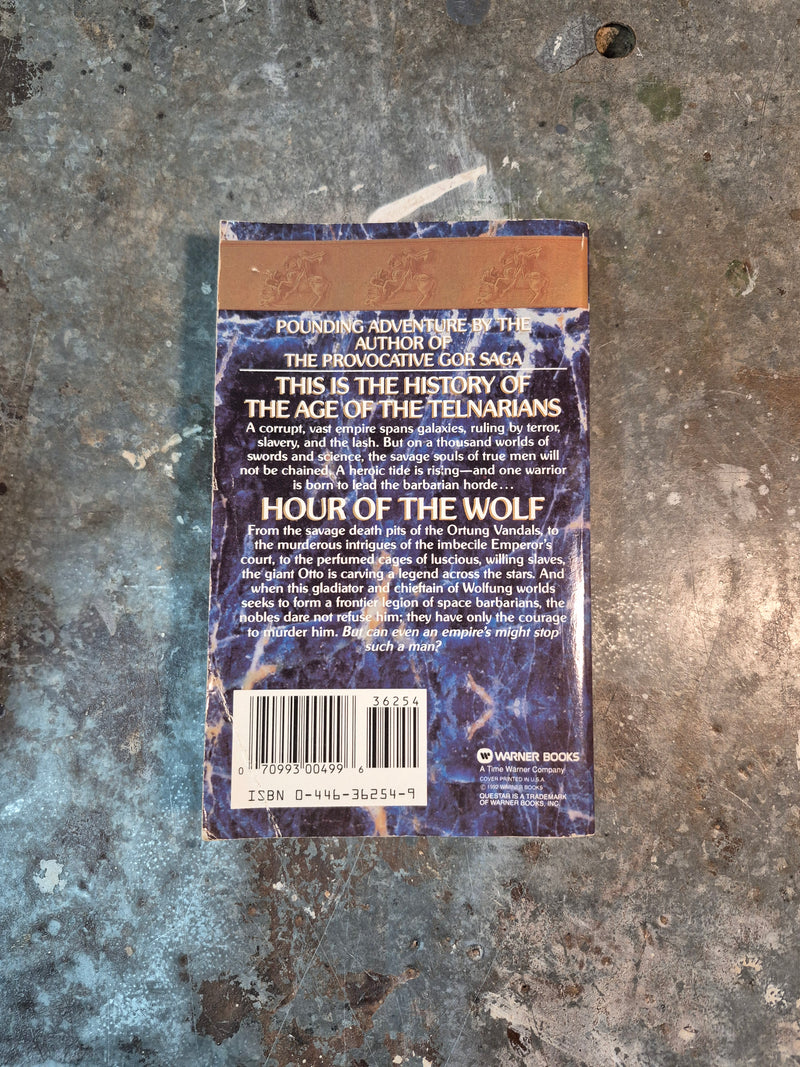 POUNDING ADVENTURE BY THE
AUTHOR OF
THE PROVOCATIVE GOR SAGA
THIS IS THE HISTORY OF
THE AGE OF THE TELNARIANS
A corrupt, vast empire spans galaxies, ruling by terror,
slavery, and the lash. But on a thousand worlds of
swords and science, the savage souls of true men will
not be chained. A heroic tide is rising—and one warrior
is born to lead the barbarian horde...
HOUR OF THE WOLF
From the savage death pits of the Ortung Vandals, to
the murderous intrigues of the imbecile Emperor's
court, to the perfumed cages of luscious, willing slaves,
the giant Otto is carving a legend across the stars. And
when this gladiator and chieftain of Wolfung worlds
seeks to form a frontier legion of space barbarians, the
nobles dare not refuse him; they have only the courage
to murder him. But can even an empire's might stop
such a man?
36254
0 70993 00499 6
ISBN 0-446-36254-9
WARNER BOOKS
A Time Warner Company
COVER PRINTED IN U.S.A.
© 1992 WARNER BOOKS
QUESTAR IS A TRADEMARK
OF WARNER BOOKS, INC.